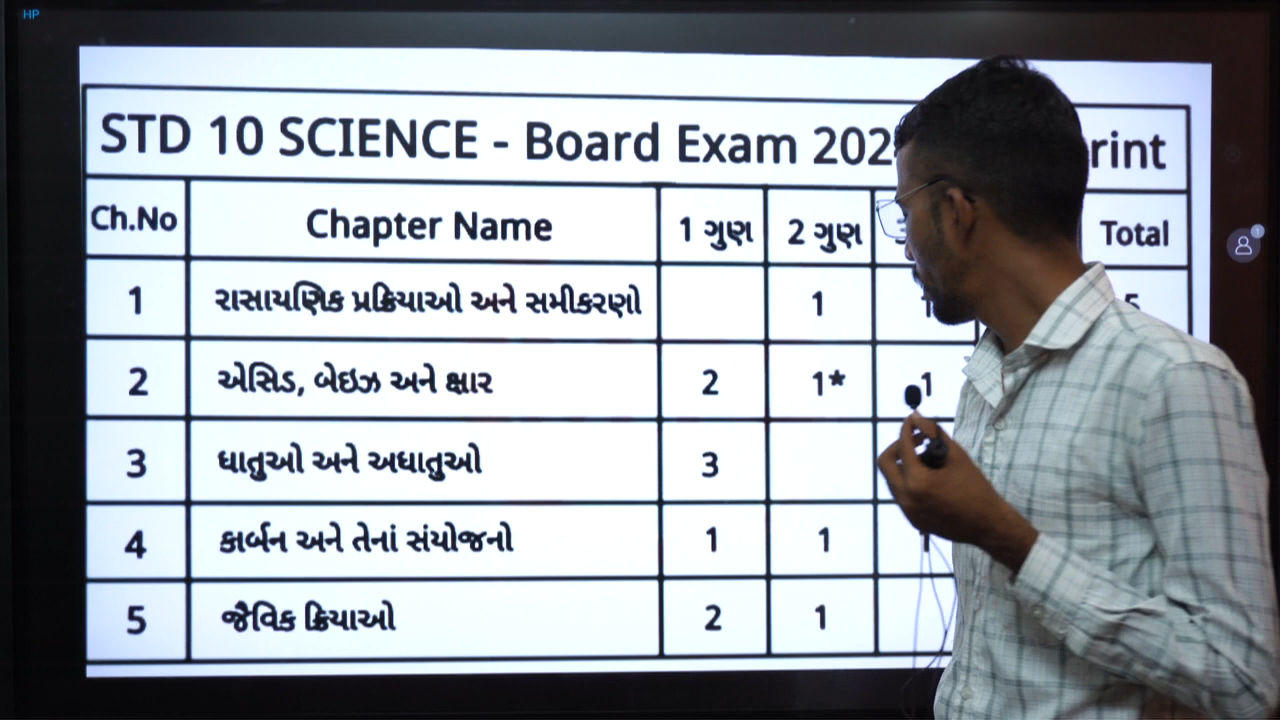 HP
STD 10 SCIENCE - Board Exam
Ch.No Chapter Name 1 ગુણ 2 ગુણ Total
1 રાસાયણિક પ્રક્રિયાઓ અને સમીકરણો 1
2 એસિડ, બેઇઝ અને ક્ષાર 2 1* 1
3 ધાતુઓ અને અધાતુઓ 3
4 કાર્બન અને તેનાં સંયોજનો 1 1
5 જૈવિક ક્રિયાઓ 2 1